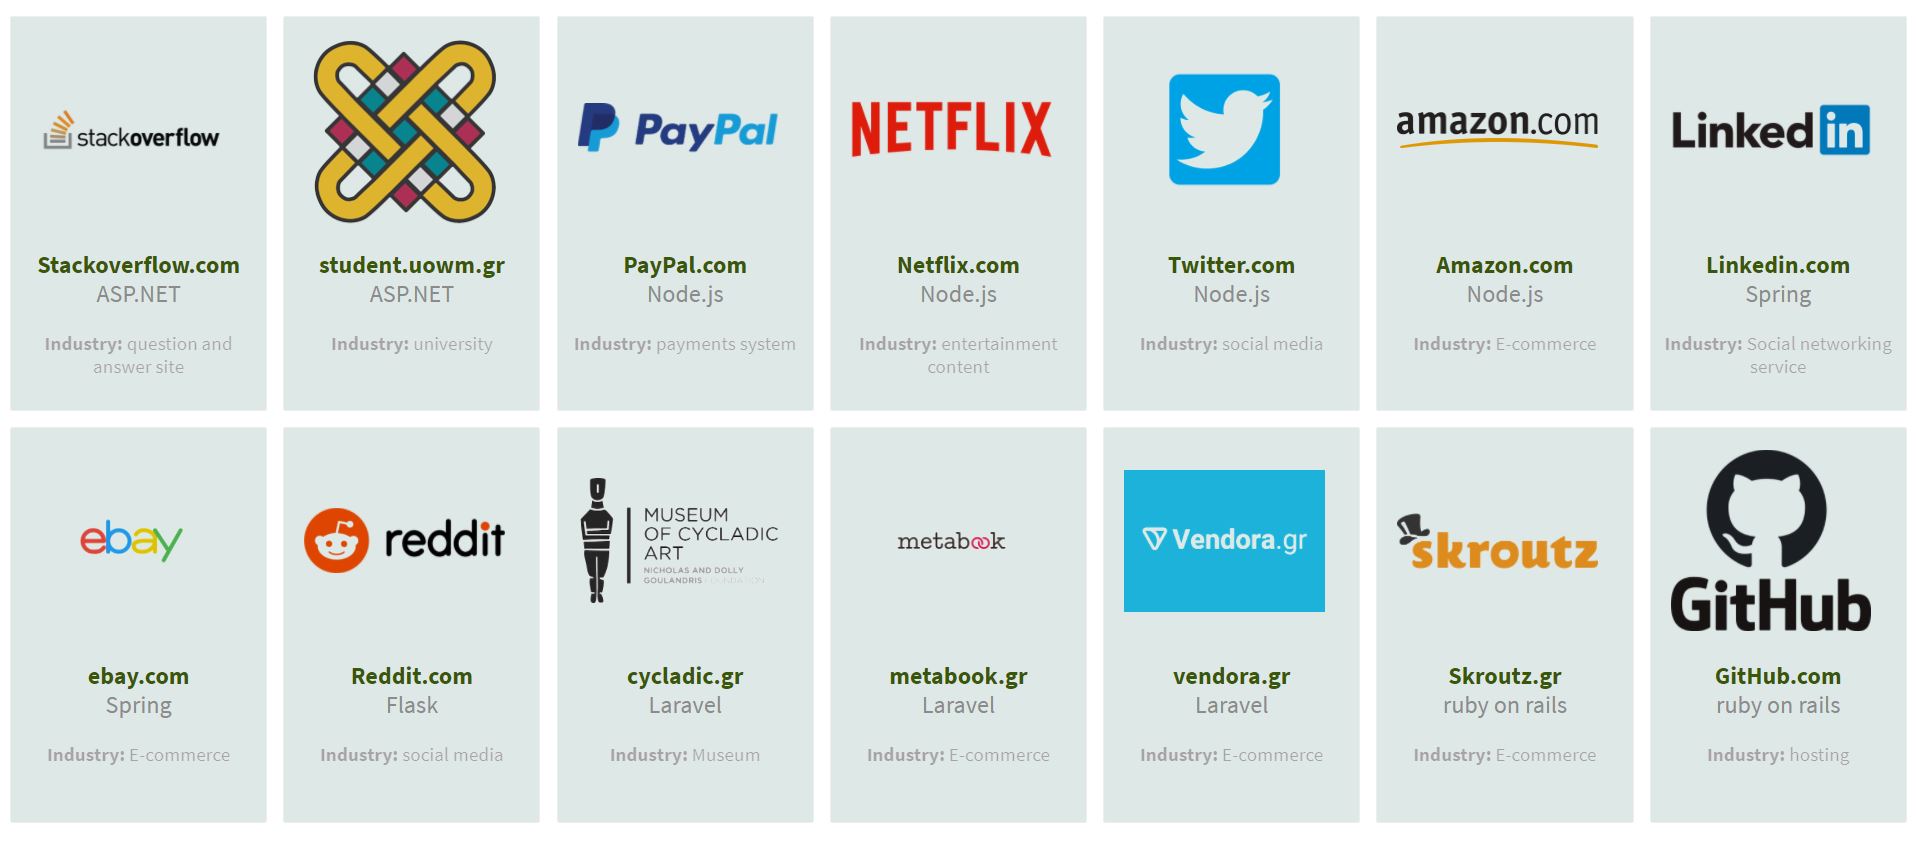 stackoverflow
Stackoverflow.com
ASP.NET
Industry: question and
answer site
student.uowm.gr
ASP.NET
Industry: university
PayPal
PayPal.com
Node.js
Industry: payments system
NETFLIX
Netflix.com
Node.js
Industry: entertainment
content
Twitter.com
Node.js
Industry: social media
amazon.com
Amazon.com
Node.js
Industry: E-commerce
Linked in
Linkedin.com
Spring
Industry: Social networking
service
ebay
ebay.com
Spring
Industry: E-commerce
reddit
Reddit.com
Flask
Industry: social media
MUSEUM
OF CYCLADIC
ART
NICHOLAS AND DOLLY
GOULANDRIS FOUNDATION
cycladic.gr
Laravel
Industry: Museum
metabook
metabook.gr
Laravel
Industry: E-commerce
Vendora.gr
vendora.gr
Laravel
Industry: E-commerce
skroutz
Skroutz.gr
ruby on rails
Industry: E-commerce
GitHub
GitHub.com
ruby on rails
Industry: hosting